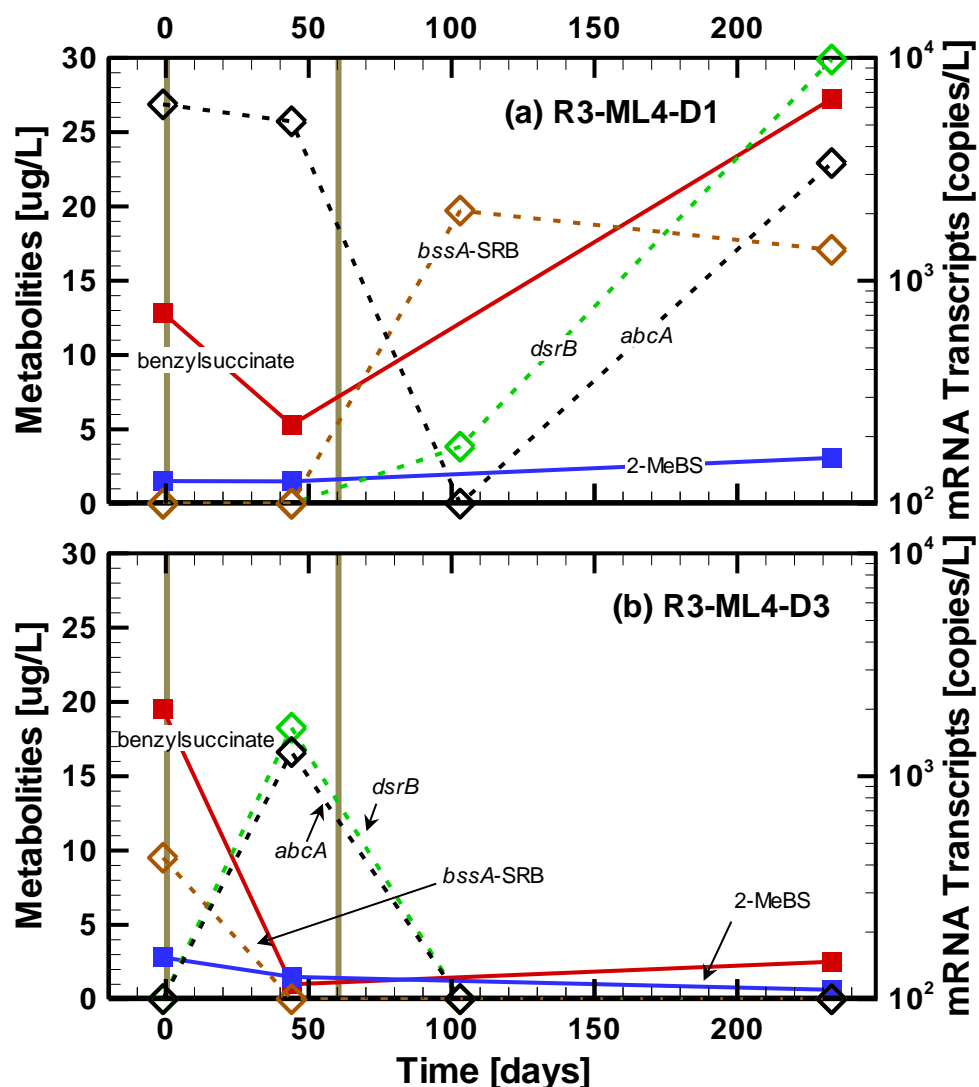 0 50 100 150 200
30 25 20 15 10 5 0
Metabolities [ug/L]
(a) R3-ML4-D1
bssA-SRB
benzylsuccinate
dsrB
abcA
2-MeBS
10⁴ 10³ 10²
mRNA Transcripts [copies/L]
30 25 20 15 10 5 0
Metabolities [ug/L]
(b) R3-ML4-D3
benzylsuccinate
dsrB
abcA
bssA-SRB
2-MeBS
10⁴ 10³ 10²
mRNA Transcripts [copies/L]
0 50 100 150 200
Time [days]